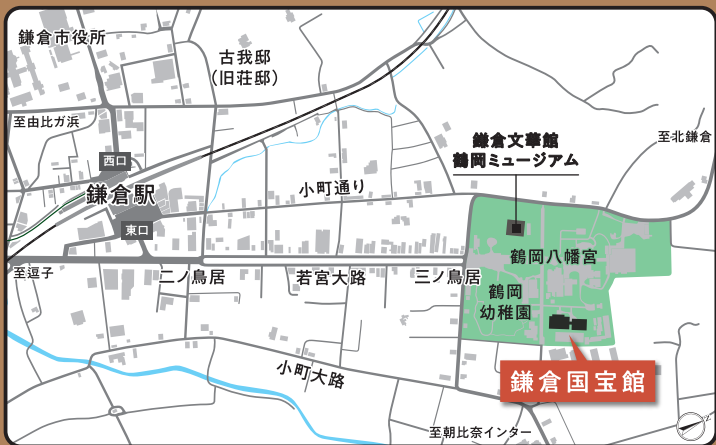 鎌倉市役所
古我邸
(旧荘邸)
至由比ガ浜
鎌倉文華館
鶴岡ミュージアム
至北鎌倉
西口
鎌倉駅
小町通り
東口
鶴岡八幡宮
至逗子
二ノ鳥居
若宮大路
三ノ鳥居
鶴岡
幼稚園
小町大路
鎌倉国宝館
至朝比奈インター
N